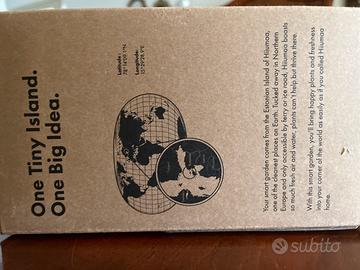 One Tiny Island.
One Big Idea.
Latitude
Longitude:
Your smart garden comes from the Estonian Island of Hiiumaa,
one of the cleanest places on Earth. Tucked away in Northern
Europe and only accessible by ferry or ice road, Hiiumaa boasts
so much fresh air and water, plants can't help but thrive there.
With this smart garden, you'll bring happy plants and freshness
into your corner of the world as easily as if you called Hiiumaa
home.
subito